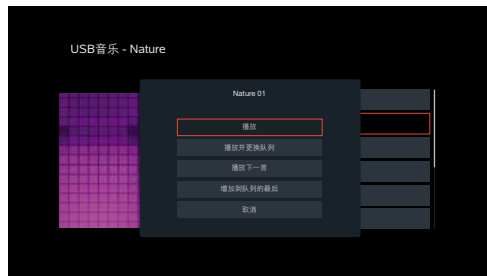 USB音乐 - Nature
Nature 01
播放
播放并更换队列
播放下一首
增加到队列的最后
取消